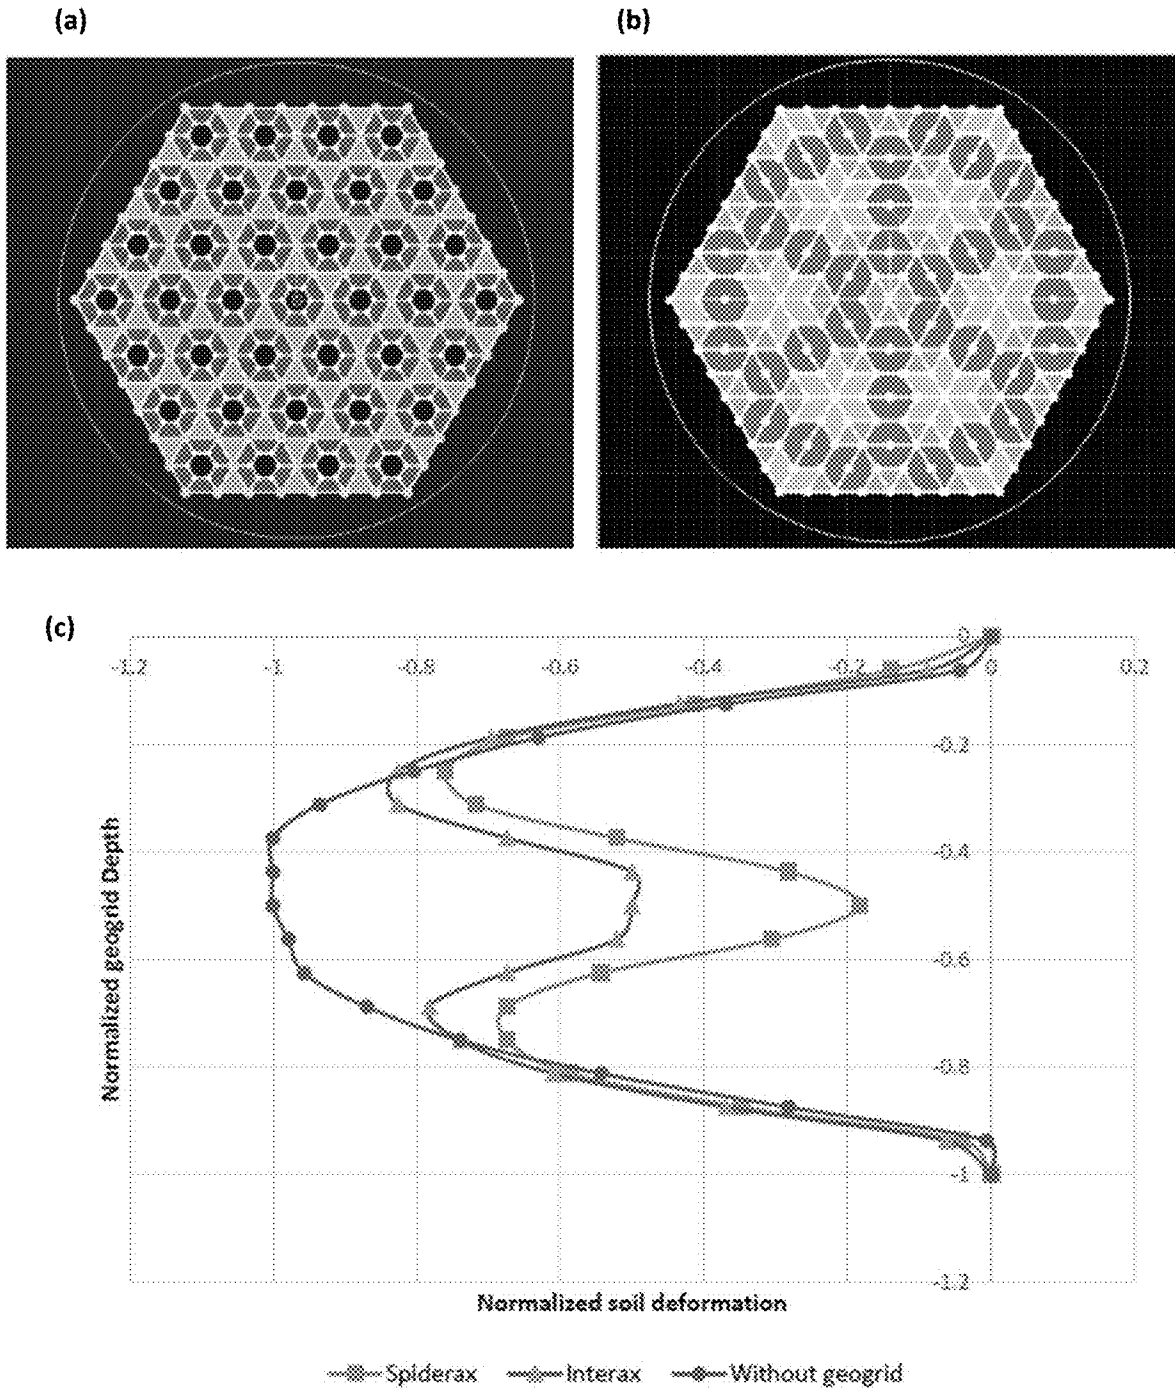 (a)
(b)
(c)
0
-1.2
-1
-0.8
-0.6
-0.4
-0.2
0
0.2
-0.2
-0.4
-0.6
-0.8
-1
-1.2
Normalized geogrid Depth
Normalized soil deformation
Spiderax
Interax
Without geogrid